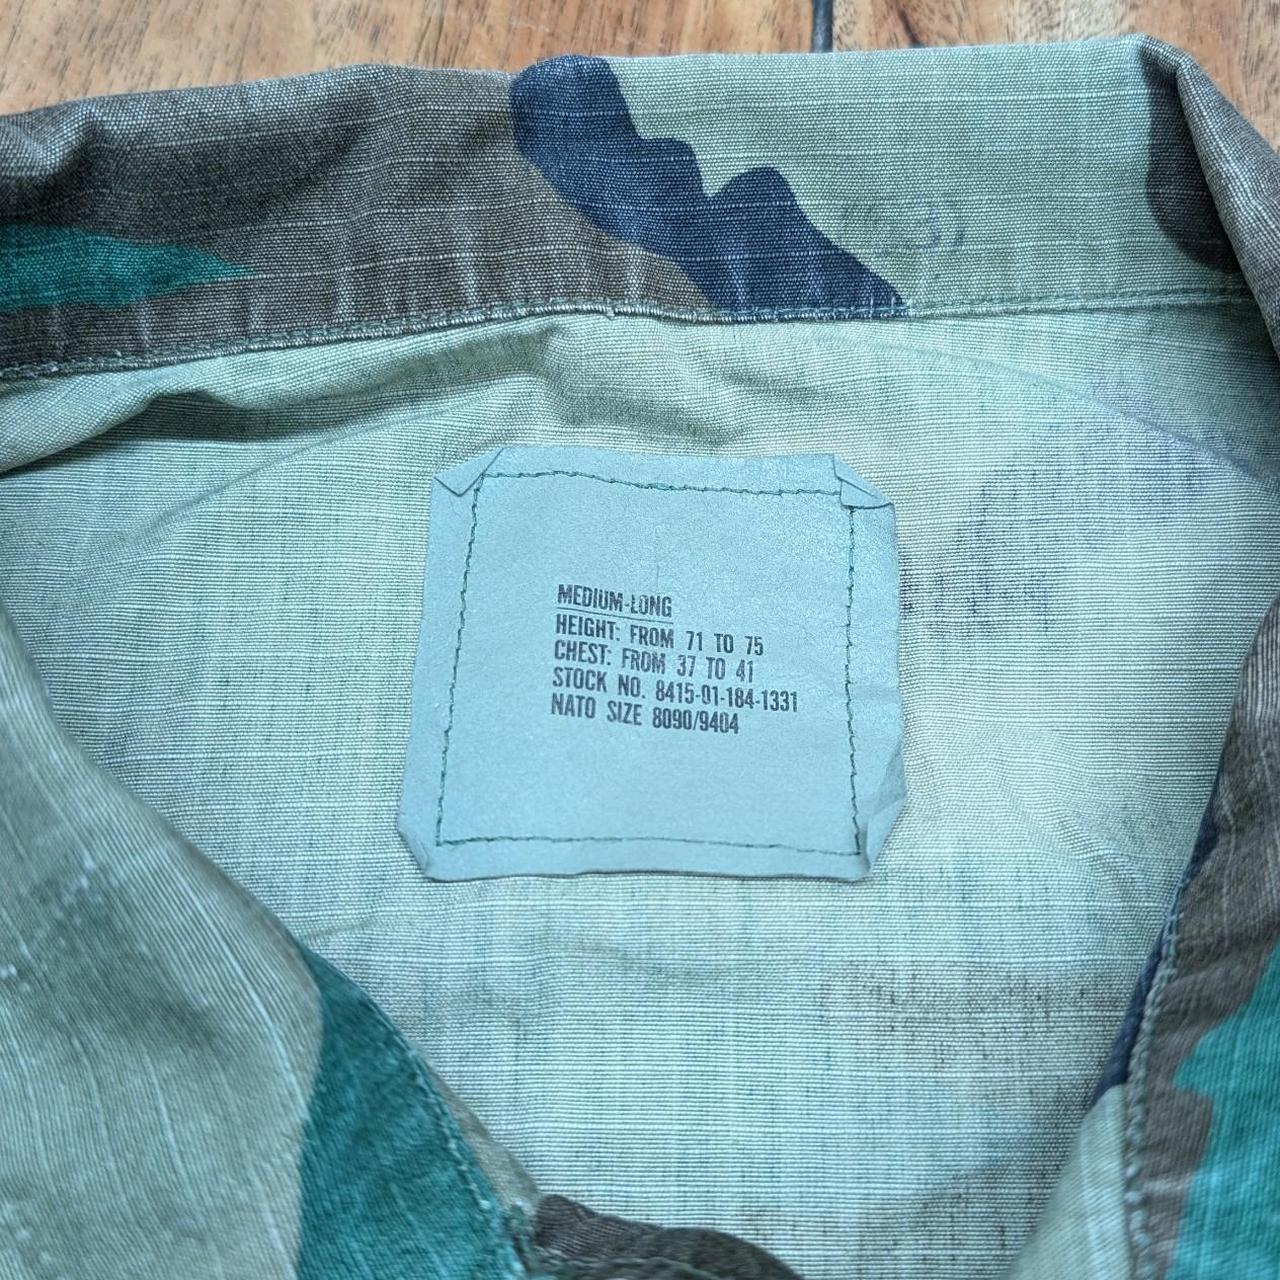 MEDIUM-LONG
HEIGHT: FROM 71 TO 75
CHEST: FROM 37 TO 41
STOCK NO. 8415-01-184-1331
NATO SIZE 8090/9404